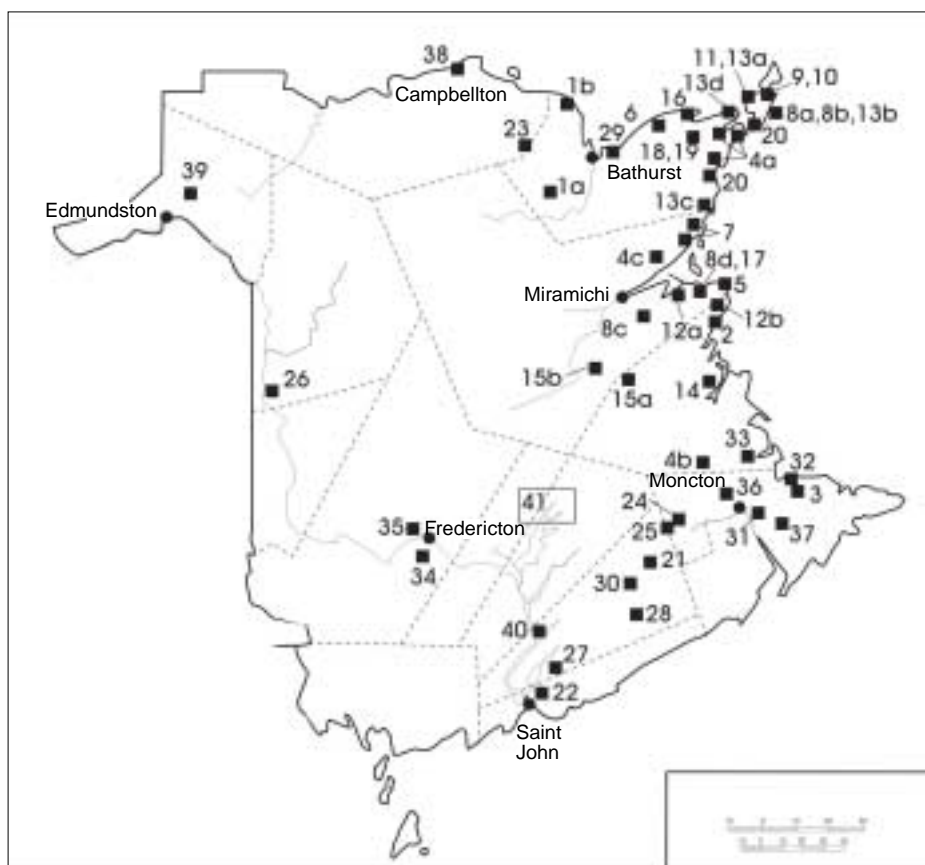 38
Campbellton
11,13a
9,10
1b
13d
16
6
8a,8b,13b
23
29
20
18,19
4a
Bathurst
39
1a
20
Edmundston
13c
7
4c
8d,17
5
Miramichi
12b
8c
12a
2
15b
26
15a
14
33
4b
32
Moncton
36
3
41
24
35
Fredericton
25
31
37
34
21
30
28
40
27
22
Saint
John